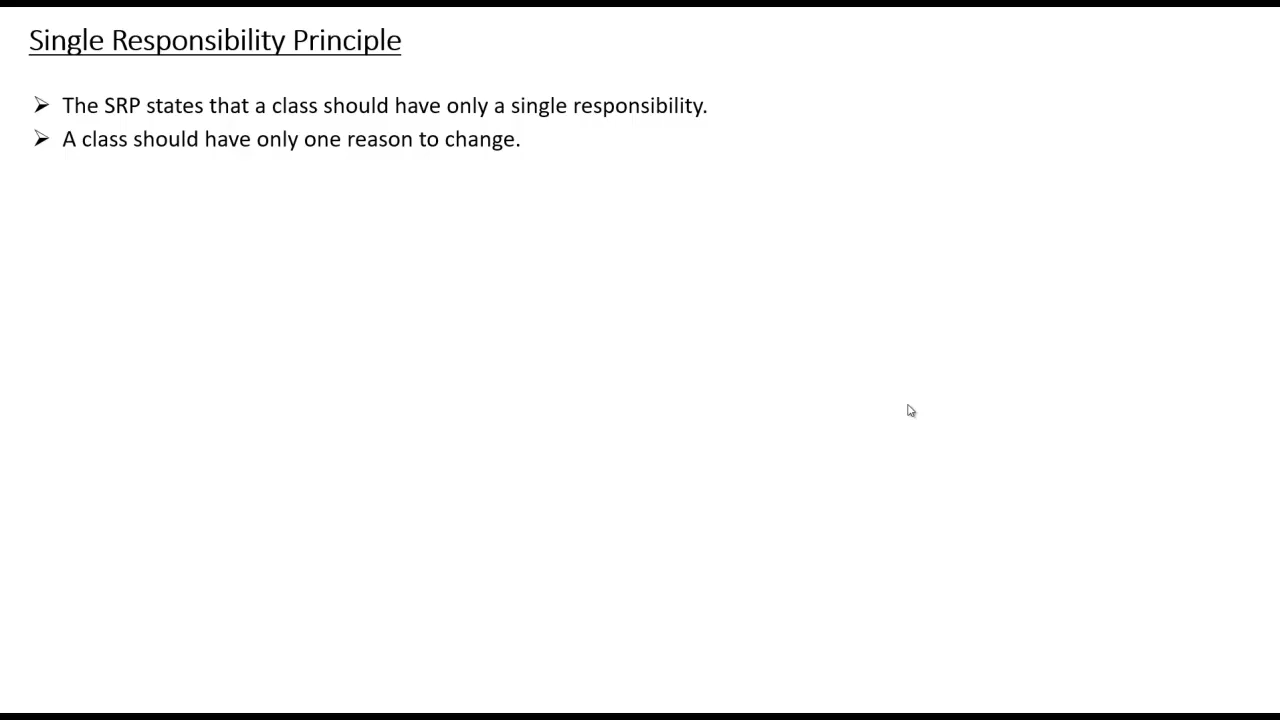 Single Responsibility Principle
➢ The SRP states that a class should have only a single responsibility.
➢ A class should have only one reason to change.